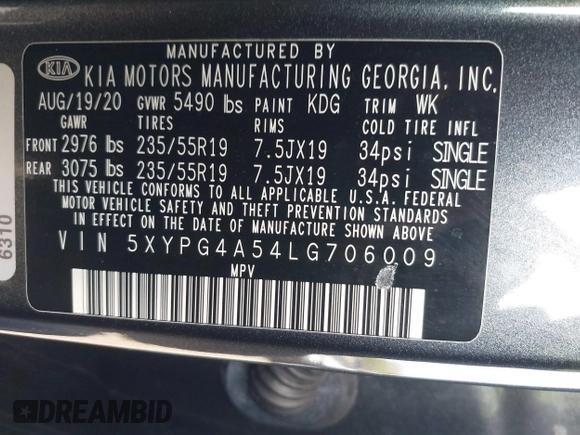 MANUFACTURED BY
KIA KIA MOTORS MANUFACTURING GEORGIA, INC.
AUG/19/20 GVWR 5490 lbs PAINT KDG TRIM WK
GAWR TIRES RIMS COLD TIRE INFL
FRONT 2976 lbs 235/55R19 7.5JX19 34psi SINGLE
REAR 3075 lbs 235/55R19 7.5JX19 34psi SINGLE
THIS VEHICLE CONFORMS TO ALL APPLICABLE U.S.A. FEDERAL
MOTOR VEHICLE SAFETY AND THEFT PREVENTION STANDARDS
IN EFFECT ON THE DATE OF MANUFACTURE SHOWN ABOVE.
VIN 5XYPG4A54LG706009
MPV
6310
DREAMBID